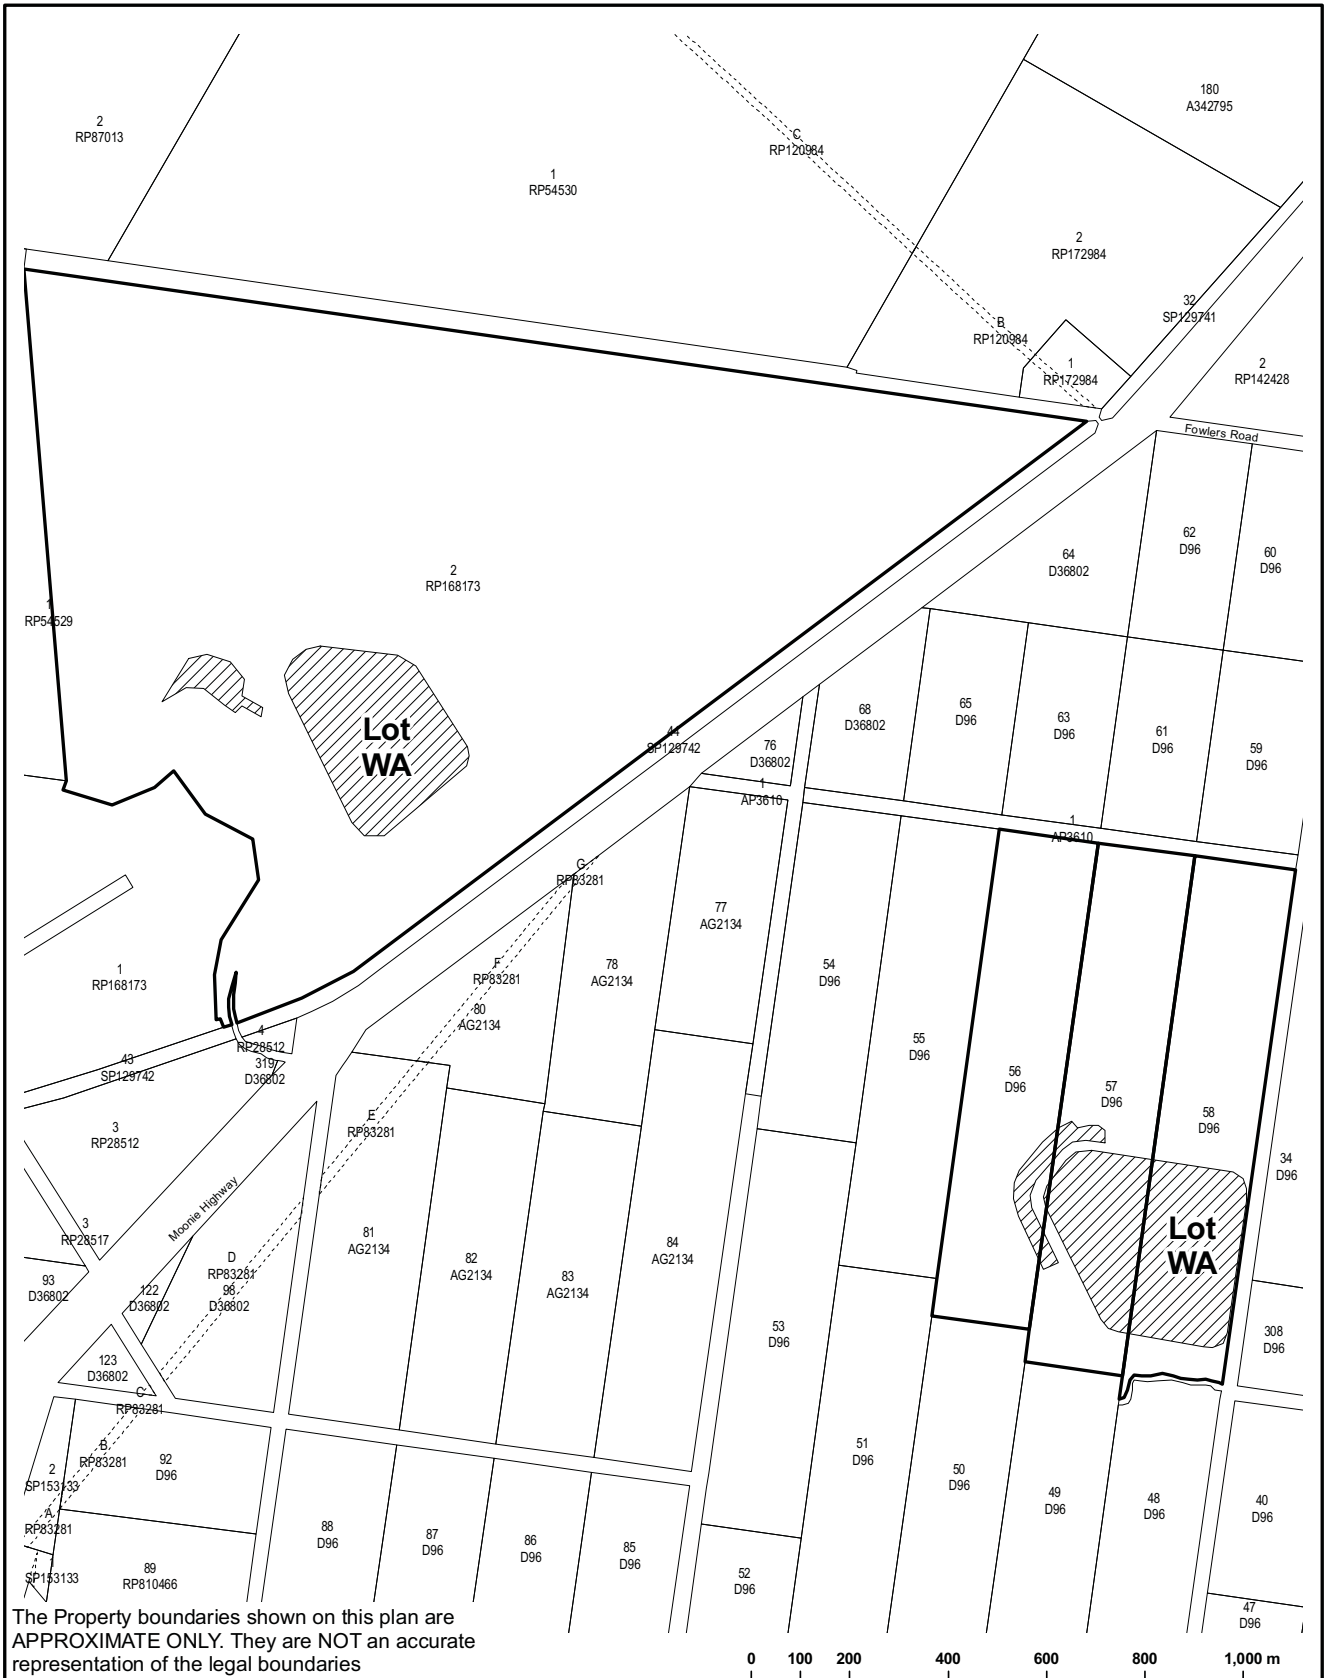 180
A342795
2
RP87013
C
RP120984
1
RP54530
2
RP172984
32
SP129741
B
RP120984
1
RP172984
2
RP142428
Fowlers Road
62
D96
60
D96
64
D36802
2
RP168173
1
RP54529
68
D36802
65
D96
63
D96
61
D96
59
D96
Lot
WA
44
SP129742
76
D36802
1
AP3610
1
AP3610
G
RP83281
77
AG2134
1
RP168173
F
RP83281
78
AG2134
54
D96
80
AG2134
4
RP28512
319
D36802
43
SP129742
55
D96
56
D96
57
D96
58
D96
3
RP28512
E
RP83281
34
D96
Moonie Highway
3
RP28517
81
AG2134
82
AG2134
83
AG2134
84
AG2134
Lot
WA
D
RP83281
93
D36802
122
D36802
98
D36802
53
D96
308
D96
123
D36802
C
RP83281
B
RP83281
92
D96
2
SP153133
51
D96
50
D96
49
D96
48
D96
40
D96
A
RP83281
88
D96
87
D96
86
D96
85
D96
1
SP153133
89
RP810466
52
D96
47
D96
The Property boundaries shown on this plan are
APPROXIMATE ONLY. They are NOT an accurate
representation of the legal boundaries
0 100 200 400 600 800 1,000 m